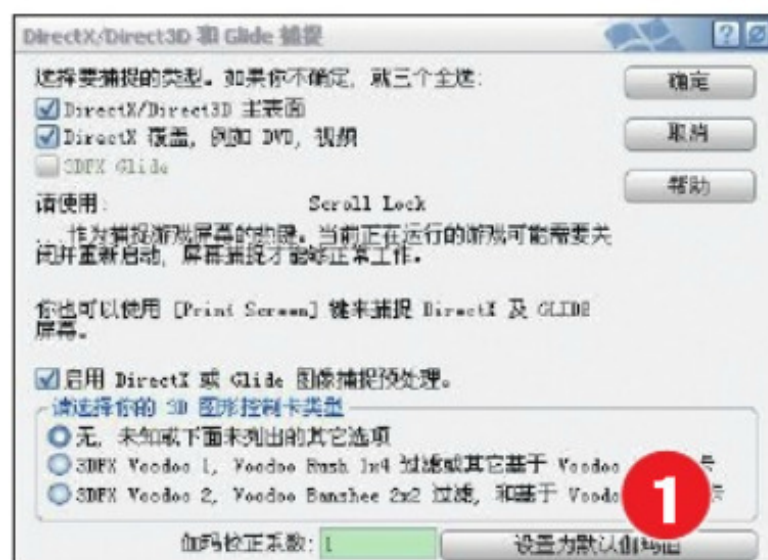 DirectX/Direct3D 和 Glide 捕捉
选择要捕捉的类型。如果你不确定，就三个全选：
确定
DirectX/Direct3D 主表面
DirectX 覆盖，例如 DVD，视频
取消
3DFX Glide
帮助
请使用： Scroll Lock
作为捕捉游戏屏幕的热键。当前正在运行的游戏可能需要关
闭并重新启动，屏幕捕捉才能够正常工作。
你也可以使用 [Print Screen] 键来捕捉 DirectX 及 GLIDE
屏幕。
启用 DirectX 或 Glide 图像捕捉预处理。
请选择你的 3D 图形控制卡类型
无，未知或下面未列出的其它选项
3DFX Voodoo 1, Voodoo Rush 1x4 过滤或其它基于 Voodoo
3DFX Voodoo 2, Voodoo Banshee 2x2 过滤，和基于
1
伽码校正系数： 1 设置为默认伽码值